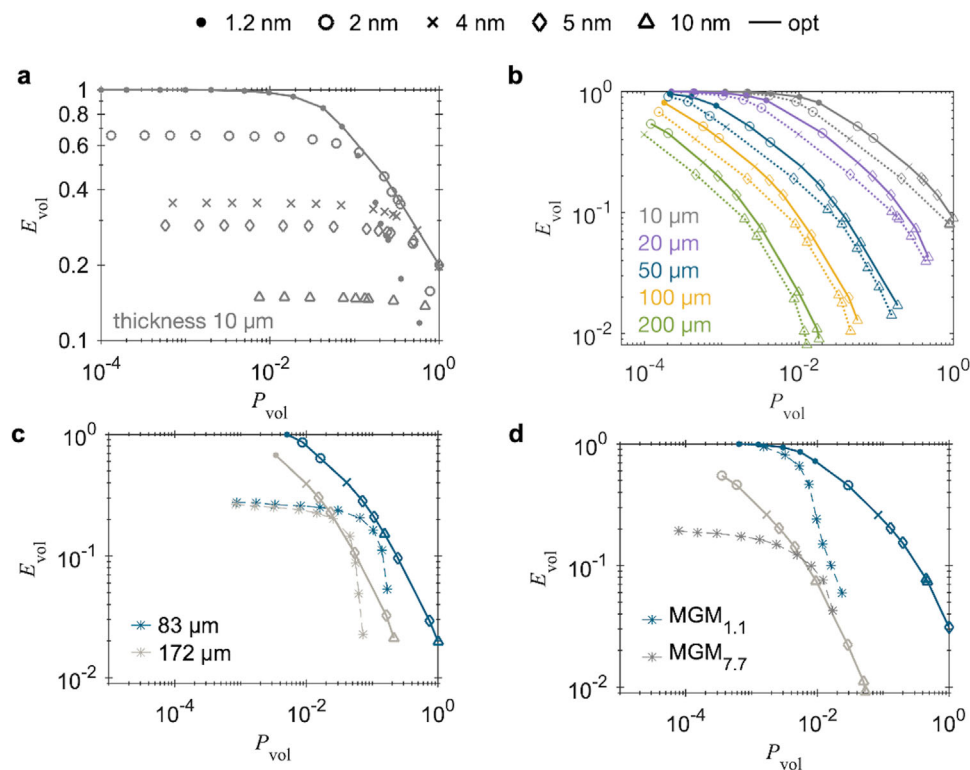 1.2 nm 2 nm 4 nm 5 nm 10 nm opt
a
1
0.8
0.6
0.4
0.2
0.1
E_vol
thickness 10 μm
10^-4 10^-2 10^0
P_vol
b
10^0
10^-1
10^-2
E_vol
10 μm
20 μm
50 μm
100 μm
200 μm
10^-4 10^-2 10^0
P_vol
c
10^0
10^-1
10^-2
E_vol
83 μm
172 μm
10^-4 10^-2 10^0
P_vol
d
10^0
10^-1
10^-2
E_vol
MGM_1.1
MGM_7.7
10^-4 10^-2 10^0
P_vol